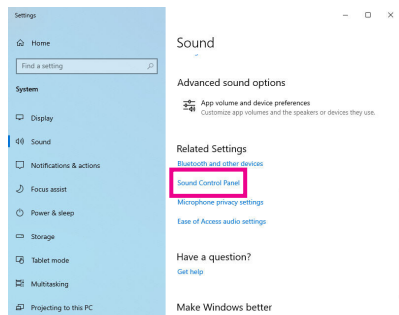 Settings
Home
Find a setting
System
Display
Sound
Notifications & actions
Focus assist
Power & sleep
Storage
Tablet mode
Multitasking
Projecting to this PC
Sound
Advanced sound options
App volume and device preferences
Customize app volumes and the speakers or devices they use.
Related Settings
Bluetooth and other devices
Sound Control Panel
Microphone privacy settings
Ease of Access audio settings
Have a question?
Get help
Make Windows better